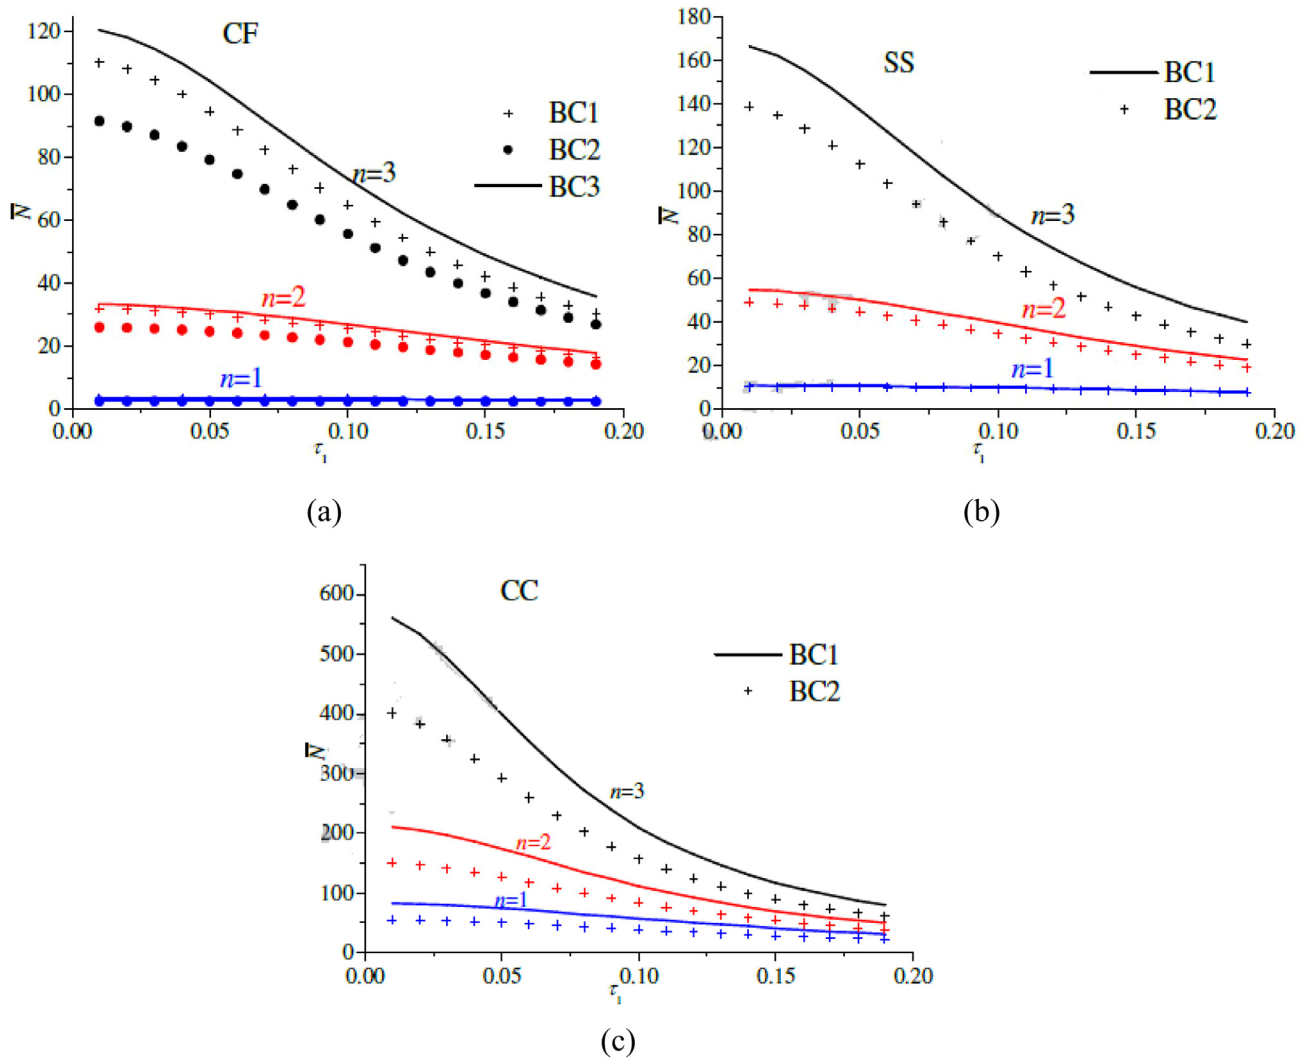 CF
BC1
BC2
BC3
n=3
n=2
n=1
120
100
80
60
40
20
0
N̅
0.00
0.05
0.10
0.15
0.20
τ₁
(a)
SS
BC1
BC2
n=3
n=2
n=1
180
160
140
120
100
80
60
40
20
0
N̅
0.00
0.05
0.10
0.15
0.20
τ₁
(b)
CC
BC1
BC2
n=3
n=2
n=1
600
500
400
300
200
100
0
N̅
0.00
0.05
0.10
0.15
0.20
τ₁
(c)